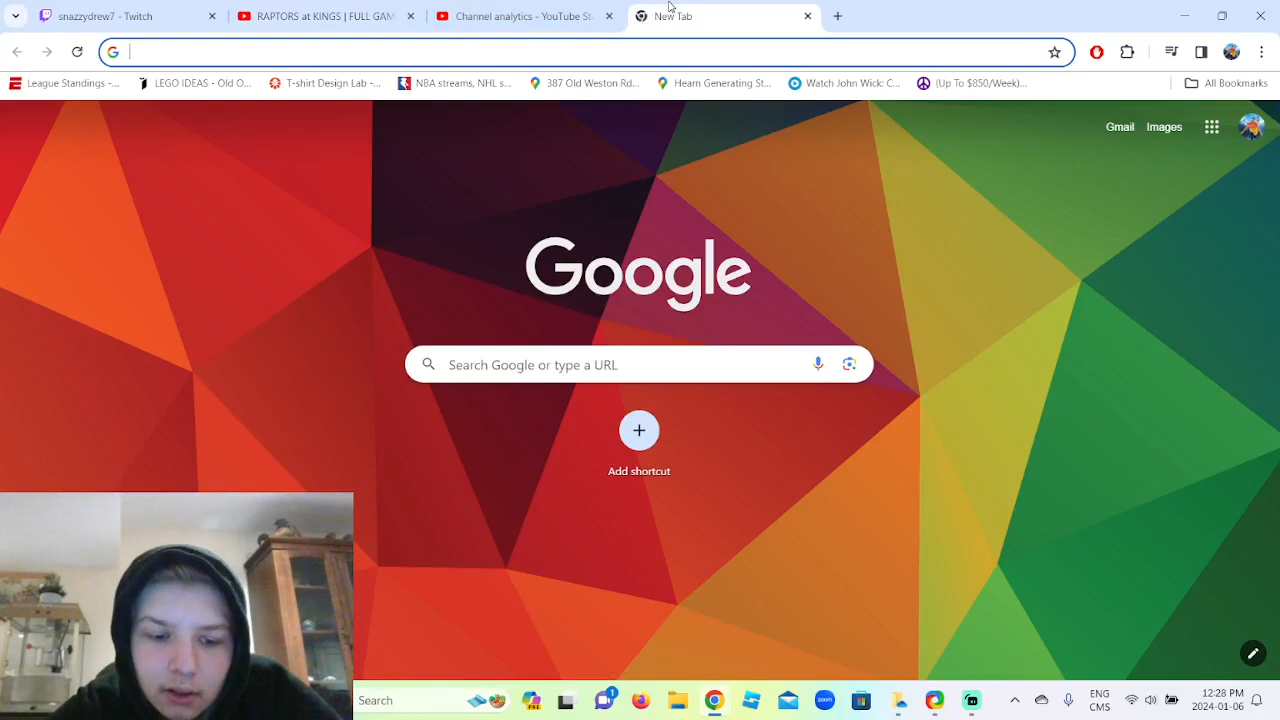 snazzydrew7 - Twitch
RAPTORS at KINGS | FULL GAM
Channel analytics - YouTube St
New Tab
League Standings -...
LEGO IDEAS - Old O...
T-shirt Design Lab -...
NBA streams, NHL s...
387 Old Weston Rd...
Hearn Generating St...
Watch John Wick: C...
(Up To $850/Week)...
All Bookmarks
Gmail
Images
Google
Search Google or type a URL
Add shortcut
Search
1
ENG
CMS
12:28 PM
2024-01-06